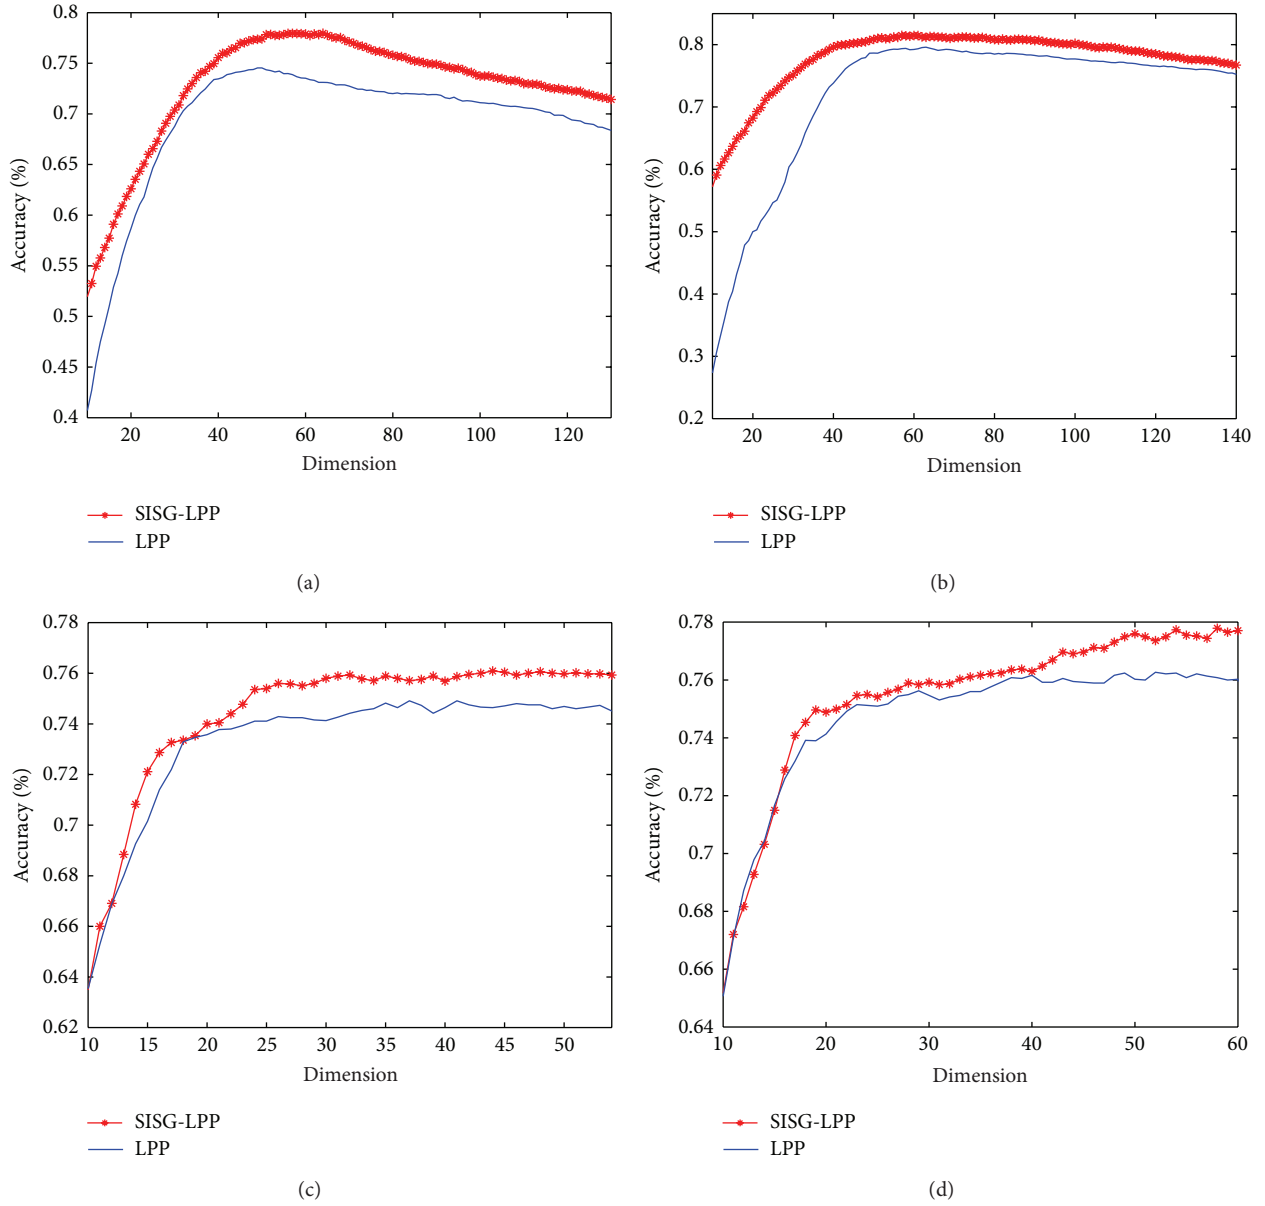 0.8
0.75
0.7
0.65
0.6
0.55
0.5
0.45
0.4
Accuracy (%)
20 40 60 80 100 120
Dimension
SISG-LPP
LPP
(a)
0.8
0.7
0.6
0.5
0.4
0.3
0.2
Accuracy (%)
20 40 60 80 100 120 140
Dimension
SISG-LPP
LPP
(b)
0.78
0.76
0.74
0.72
0.7
0.68
0.66
0.64
0.62
Accuracy (%)
10 15 20 25 30 35 40 45 50
Dimension
SISG-LPP
LPP
(c)
0.78
0.76
0.74
0.72
0.7
0.68
0.66
0.64
Accuracy (%)
10 20 30 40 50 60
Dimension
SISG-LPP
LPP
(d)